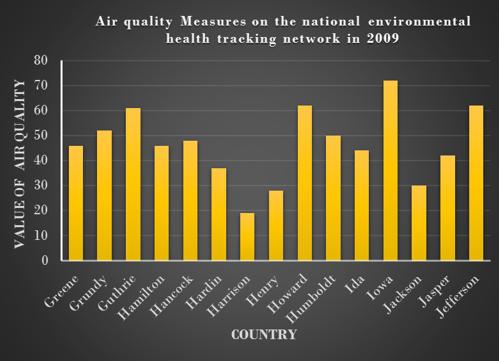 Air quality Measures on the national environmental
health tracking network in 2009
VALUE OF AIR QUALITY
80
70
60
50
40
30
20
10
0
Greene
Grundy
Guthrie
Hamilton
Hancock
Hardin
Harrison
Henry
Howard
Humboldt
Ida
Iowa
Jackson
Jasper
Jefferson
COUNTRY